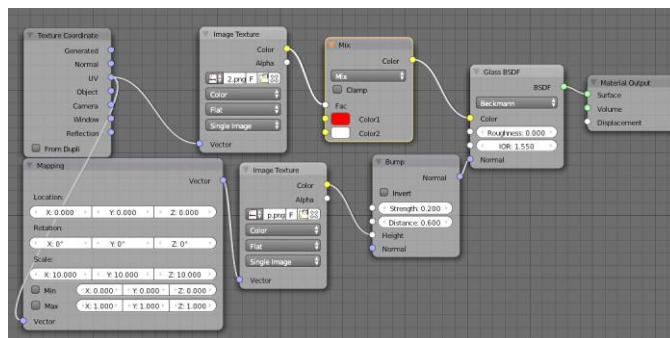 Texture Coordinate
Generated
Normal
UV
Object
Camera
Window
Reflection
From Dupli
Image Texture
Color
Alpha
2.png F
Color
Flat
Single Image
Vector
Mix
Color
Mix
Clamp
Fac
Color1
Color2
Glass BSDF
BSDF
Beckmann
Color
Roughness: 0.000
IOR: 1.550
Normal
Material Output
Surface
Volume
Displacement
Mapping
Vector
Location:
X: 0.000 Y: 0.000 Z: 0.000
Rotation:
X: 0° Y: 0° Z: 0°
Scale:
X: 10.000 Y: 10.000 Z: 10.000
Min X: 0.000 Y: 0.000 Z: 0.000
Max X: 1.000 Y: 1.000 Z: 1.000
Vector
Image Texture
Color
Alpha
p.png F
Color
Flat
Single Image
Vector
Bump
Normal
Invert
Strength: 0.200
Distance: 0.600
Height
Normal